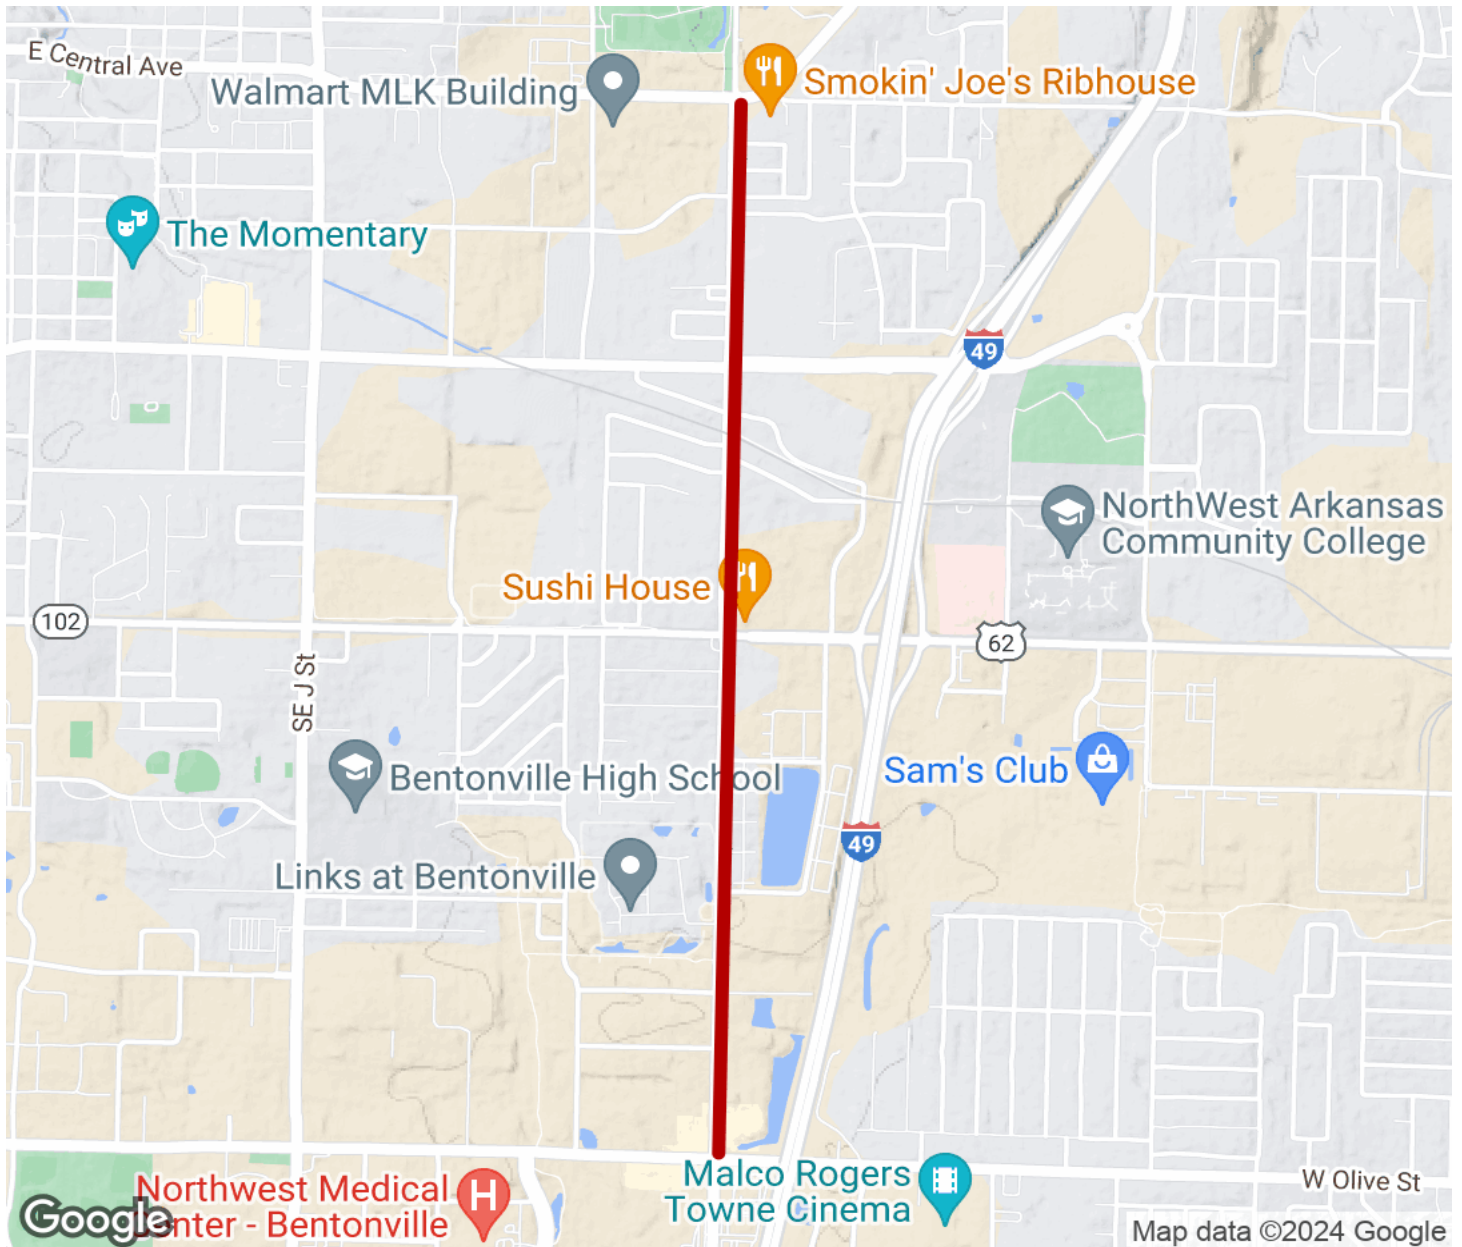 E Central Ave
Walmart MLK Building
Smokin' Joe's Ribhouse
The Momentary
49
NorthWest Arkansas
Community College
Sushi House
102
62
SE J St
Bentonville High School
Sam's Club
49
Links at Bentonville
Malco Rogers
Towne Cinema
W Olive St
Northwest Medical
Center - Bentonville
Google
Map data ©2024 Google